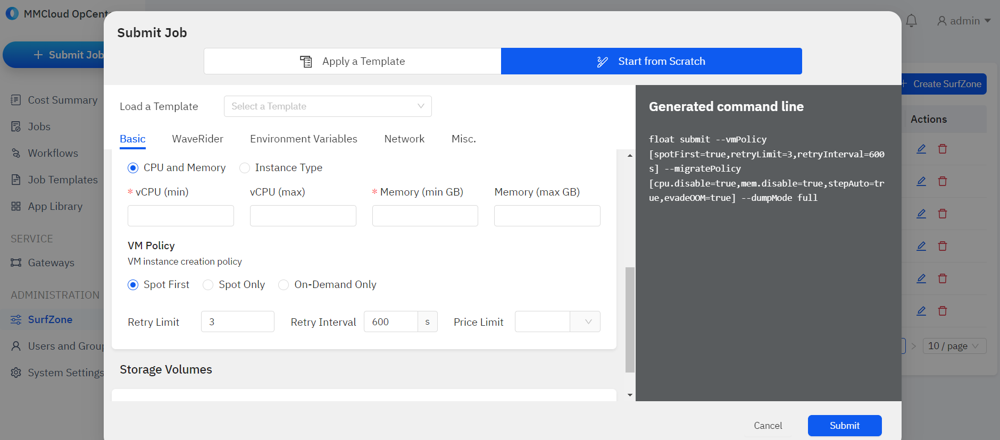 MMCloud OpCent
admin
Submit Job
Submit Job
Apply a Template
Start from Scratch
Create SurfZone
Cost Summary
Jobs
Workflows
Job Templates
App Library
SERVICE
Gateways
ADMINISTRATION
SurfZone
Users and Group
System Settings
Load a Template
Select a Template
Basic
WaveRider
Environment Variables
Network
Misc.
CPU and Memory
Instance Type
* vCPU (min)
vCPU (max)
* Memory (min GB)
Memory (max GB)
VM Policy
VM instance creation policy
Spot First
Spot Only
On-Demand Only
Retry Limit
3
Retry Interval
600
s
Price Limit
Storage Volumes
Generated command line
float submit --vmPolicy
[spotFirst=true,retryLimit=3,retryInterval=600
s] --migratePolicy
[cpu.disable=true,mem.disable=true,stepAuto=tr
ue,evadeOOM=true] --dumpMode full
Actions
10 / page
Cancel
Submit